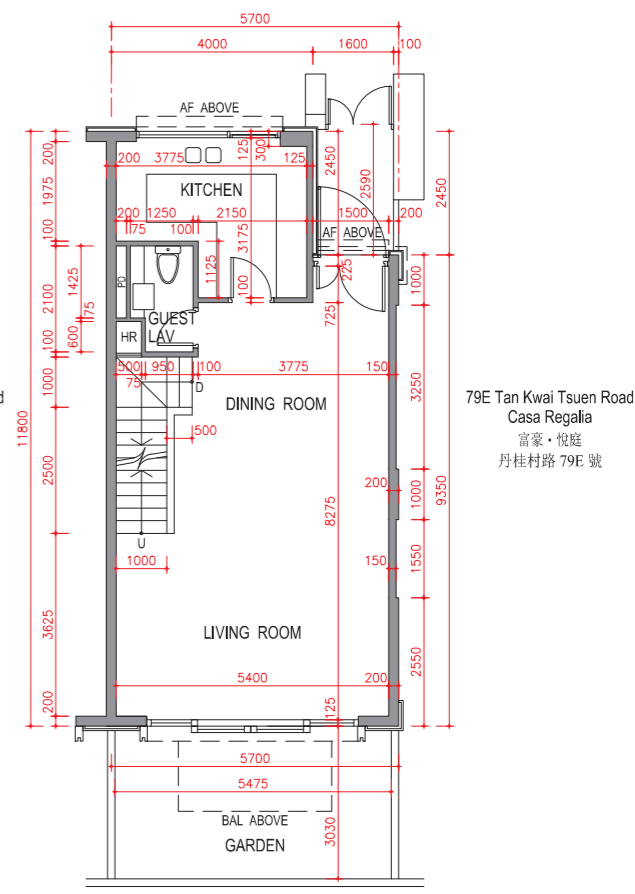 5700
4000 1600 100
AF ABOVE
200 3775 125 300 125
KITCHEN
2450 2590 2450
200 1975 100
200 75 1250 100 2150 1500 200
AF ABOVE
3175 1125 100
225 725
1000
PD
1425 75 2100 600 100
GUEST
LAV
HR
500 950 100 3775 150
75
D
DINING ROOM
500
1000
11800
2500
3250
79E Tan Kwai Tsuen Road
Casa Regalia
富豪・悅庭
丹桂村路 79E 號
d
200 1000 9350
8275
U
1000
150 1550
3625
LIVING ROOM
2550
5400 200 200
200 125
5700
5475
BAL ABOVE
GARDEN
3030